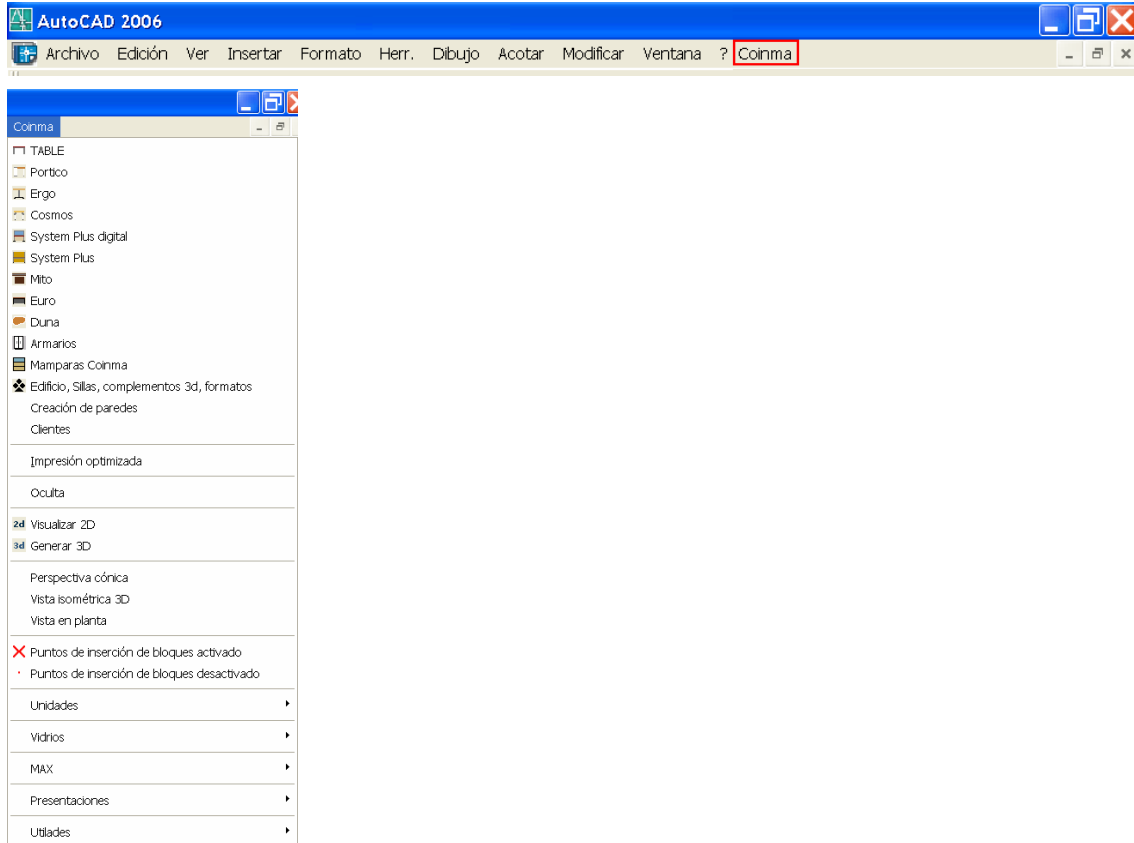 AutoCAD 2006
Archivo Edición Ver Insertar Formato Herr. Dibujo Acotar Modificar Ventana ? Coinma
Coinma
TABLE
Portico
Ergo
Cosmos
System Plus digital
System Plus
Mito
Euro
Duna
Armarios
Mamparas Coinma
Edificio, Sillas, complementos 3d, formatos
Creación de paredes
Clientes
Impresión optimizada
Oculta
2d Visualizar 2D
3d Generar 3D
Perspectiva cónica
Vista isométrica 3D
Vista en planta
Puntos de inserción de bloques activado
Puntos de inserción de bloques desactivado
Unidades
Vidrios
MAX
Presentaciones
Utilades